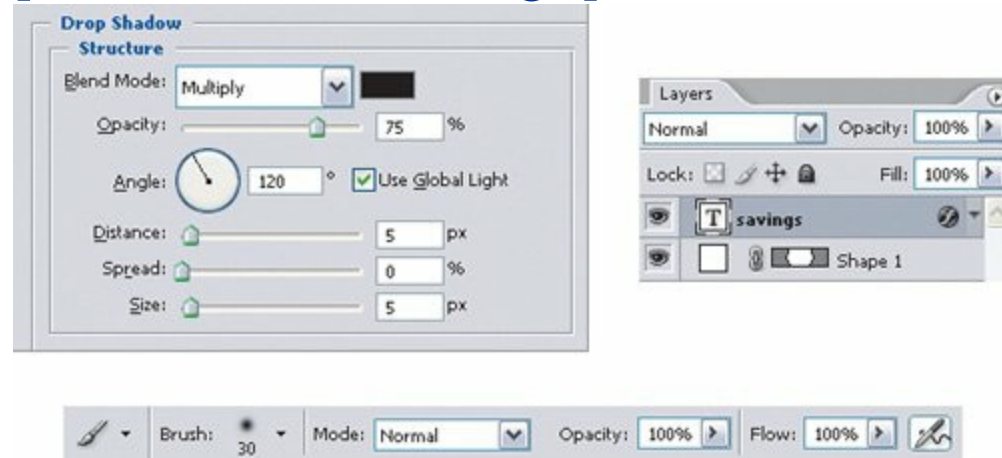 Drop Shadow
Structure
Blend Mode: Multiply
Opacity: 75 %
Angle: 120 ° Use Global Light
Distance: 5 px
Spread: 0 %
Size: 5 px
Layers
Normal Opacity: 100%
Lock: Fill: 100%
T savings
Shape 1
Brush: 30 Mode: Normal Opacity: 100% Flow: 100%